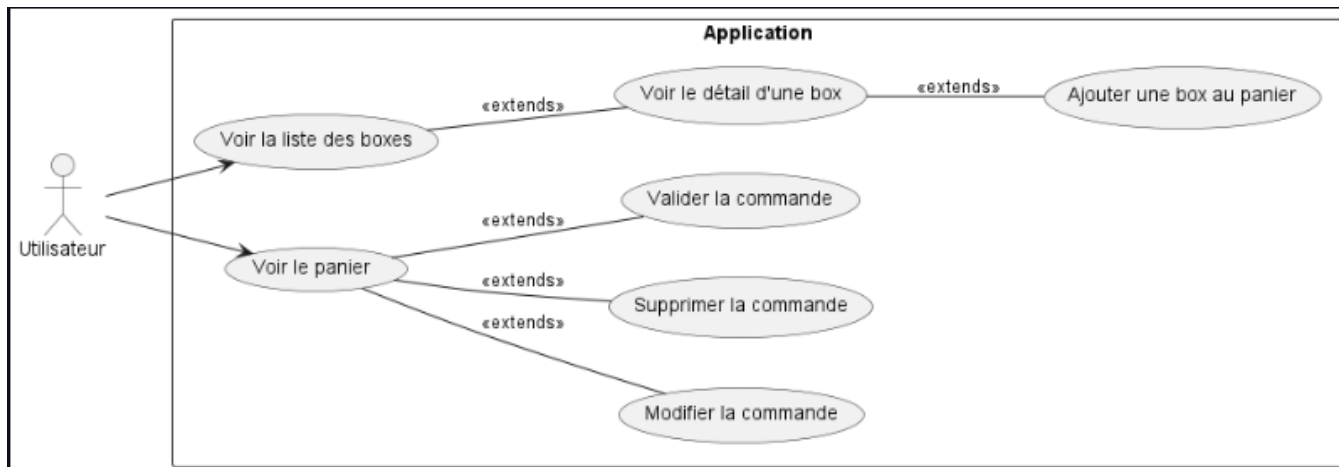 Application
Voir le détail d'une box
«extends»
Ajouter une box au panier
«extends»
Voir la liste des boxes
Valider la commande
«extends»
Utilisateur
Voir le panier
«extends»
Supprimer la commande
«extends»
Modifier la commande